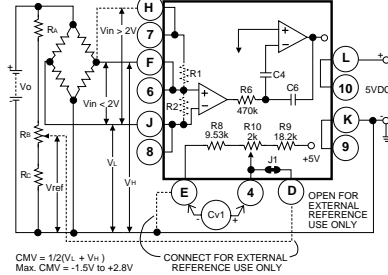 H
Vin > 2V
7
F
6
J
8
Vin < 2V
RA
Vo
RB
RC
Vref
VL
VH
R1
R2
R6
470k
C4
C6
R8
9.53k
R10
2k
R9
18.2k
+5V
J1
L
10
5VDC
K
9
E
4
D
Cv1
OPEN FOR
EXTERNAL
REFERENCE
USE ONLY
CMV = 1/2(VL + VH)
Max. CMV = -1.5V to +2.8V
CONNECT FOR EXTERNAL
REFERENCE USE ONLY